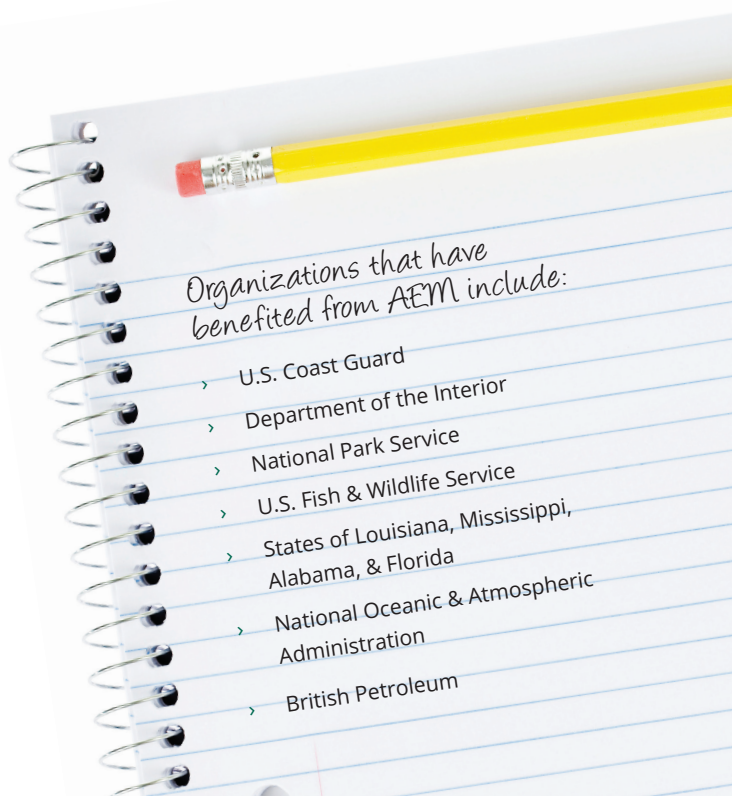 Organizations that have
benefited from AEM include:
› U.S. Coast Guard
› Department of the Interior
› National Park Service
› U.S. Fish & Wildlife Service
› States of Louisiana, Mississippi,
Alabama, & Florida
› National Oceanic & Atmospheric
Administration
› British Petroleum